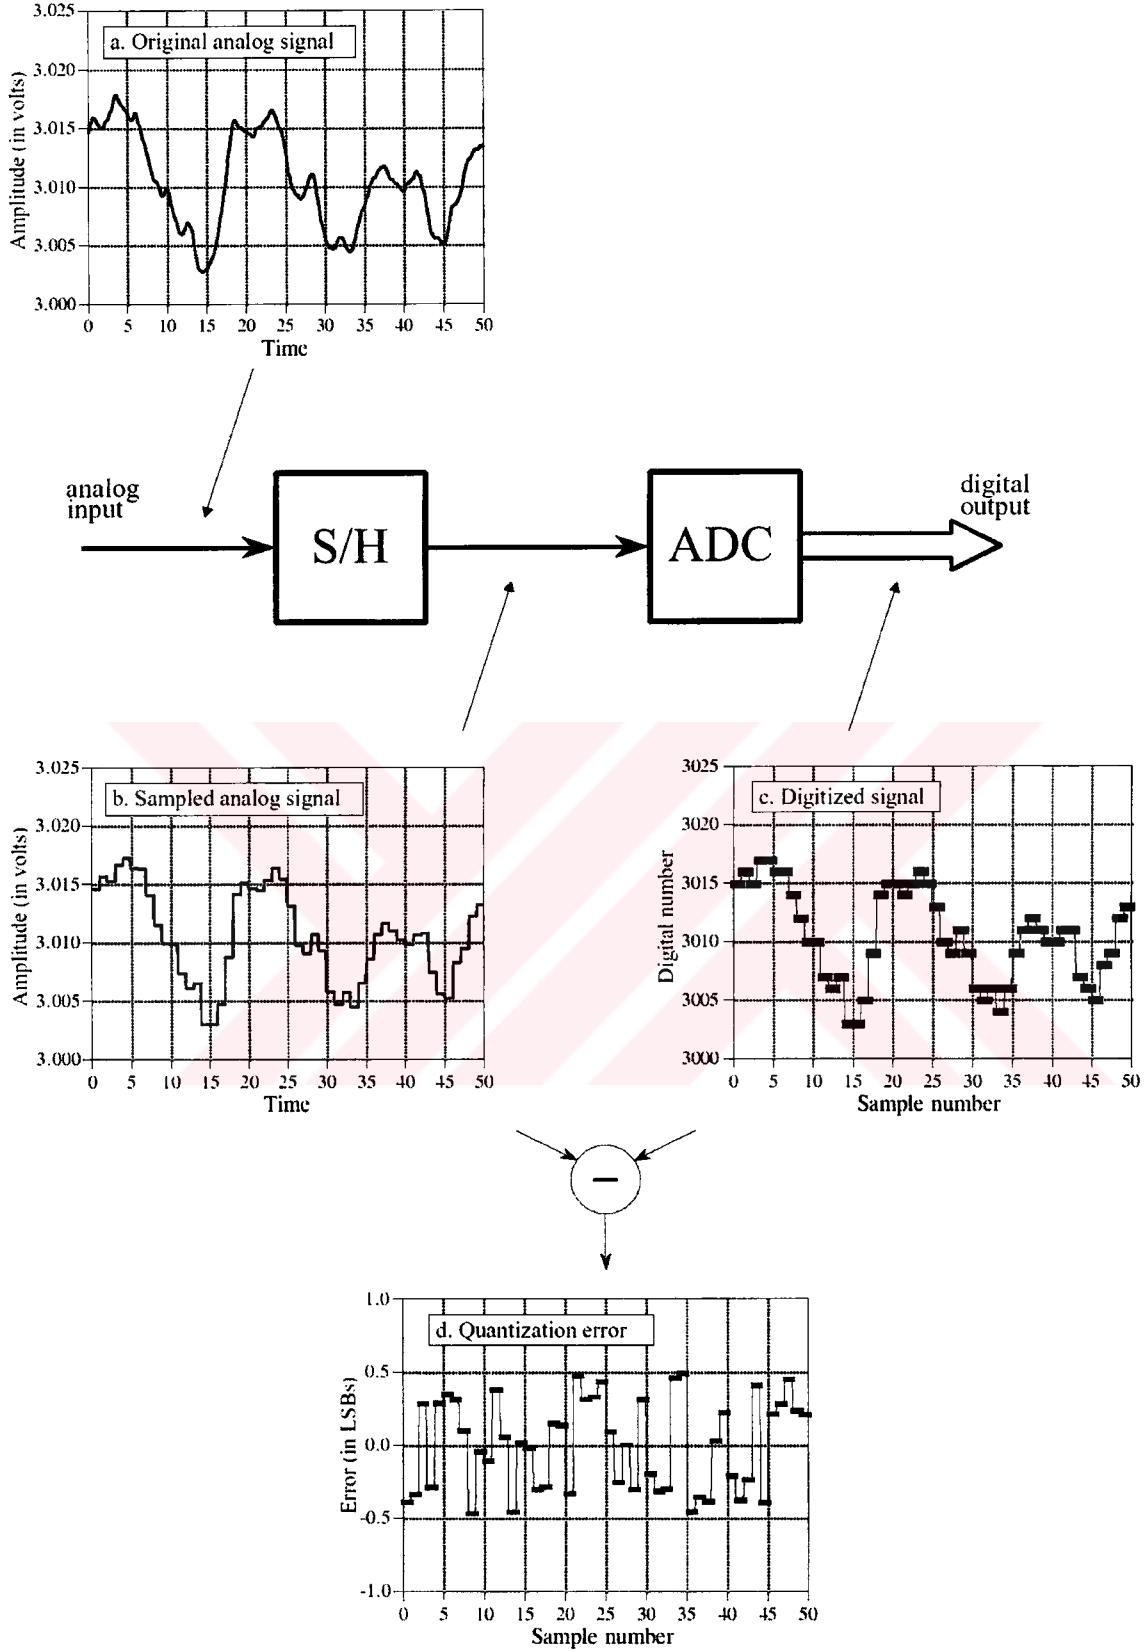 a. Original analog signal
Amplitude (in volts)
3.025
3.020
3.015
3.010
3.005
3.000
0 5 10 15 20 25 30 35 40 45 50
Time
analog
input
S/H
ADC
digital
output
b. Sampled analog signal
Amplitude (in volts)
3.025
3.020
3.015
3.010
3.005
3.000
0 5 10 15 20 25 30 35 40 45 50
Time
c. Digitized signal
Digital number
3025
3020
3015
3010
3005
3000
0 5 10 15 20 25 30 35 40 45 50
Sample number
−
d. Quantization error
Error (in LSBs)
1.0
0.5
0.0
-0.5
-1.0
0 5 10 15 20 25 30 35 40 45 50
Sample number